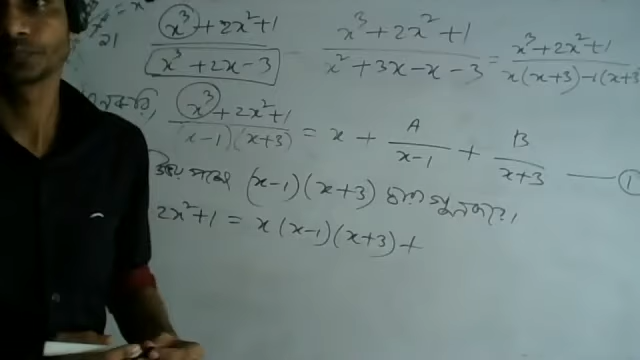 x³ + 2x² + 1 / x³ + 2x - 3
x³ + 2x² + 1 / x² + 3x - x - 3 = x³ + 2x² + 1 / x(x+3) - 1(x+3
x³ + 2x² + 1 / (x-1)(x+3) = x + A / x-1 + B / x+3 — ①
পক্ষে (x-1)(x+3) দ্বারা
2x² + 1 = x(x-1)(x+3) +